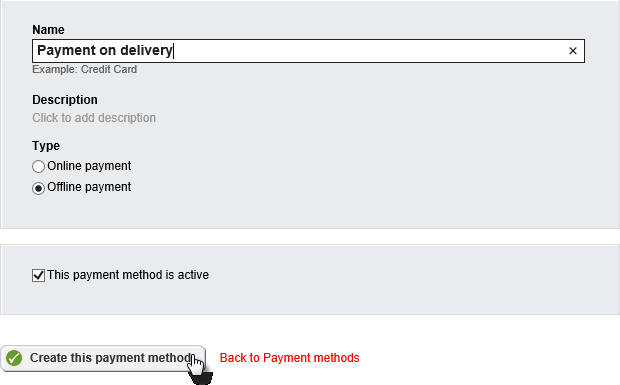 Name
Payment on delivery
Example: Credit Card
Description
Click to add description
Type
Online payment
Offline payment
This payment method is active
Create this payment method Back to Payment methods